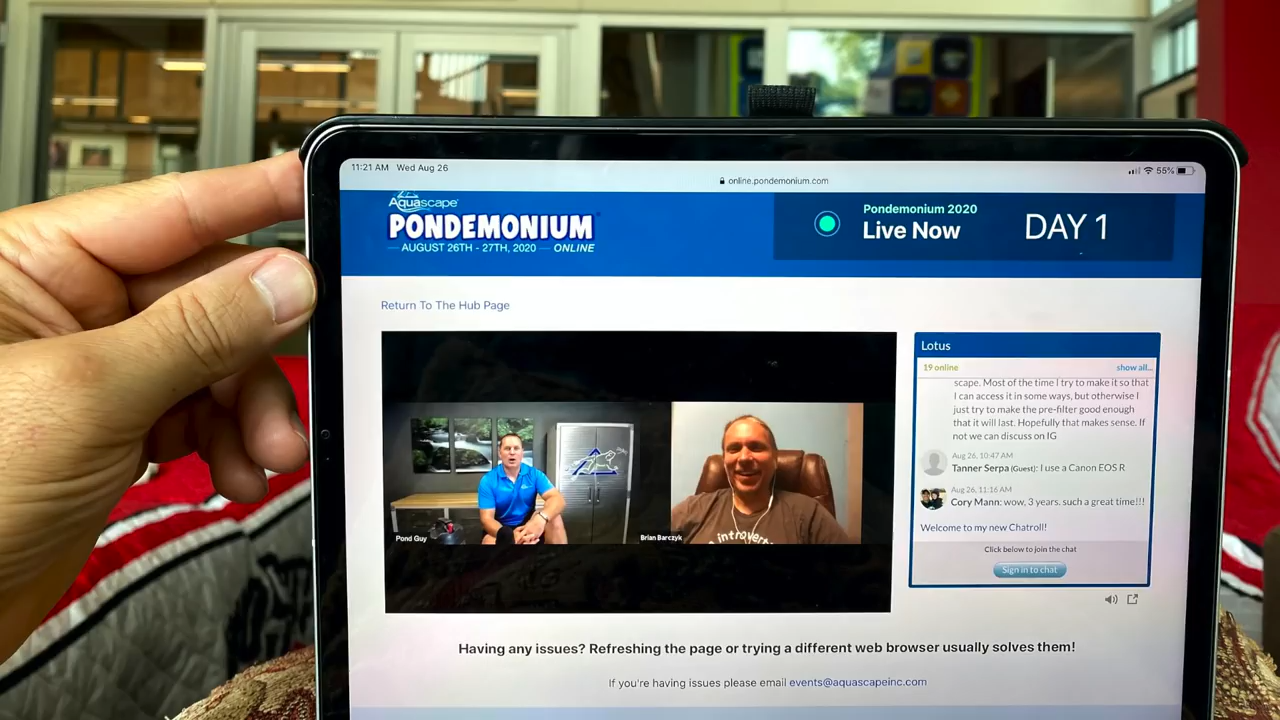 11:21 AM Wed Aug 26
online.pondemonium.com
55%
Aquascape
PONDEMONIUM
AUGUST 26TH - 27TH, 2020 — ONLINE
Pondemonium 2020
Live Now
DAY 1
Return To The Hub Page
Pond Guy
Brian Barczyk
introvert
Lotus
19 online
show all...
scape. Most of the time I try to make it so that
I can access it in some ways, but otherwise I
just try to make the pre-filter good enough
that it will last. Hopefully that makes sense. If
not we can discuss on IG
Aug 26, 10:47 AM
Tanner Serpa (Guest): I use a Canon EOS R
Aug 26, 11:16 AM
Cory Mann: wow, 3 years. such a great time!!!
Welcome to my new Chatroll!
Click below to join the chat
Sign in to chat
Having any issues? Refreshing the page or trying a different web browser usually solves them!
If you're having issues please email events@aquascapeinc.com